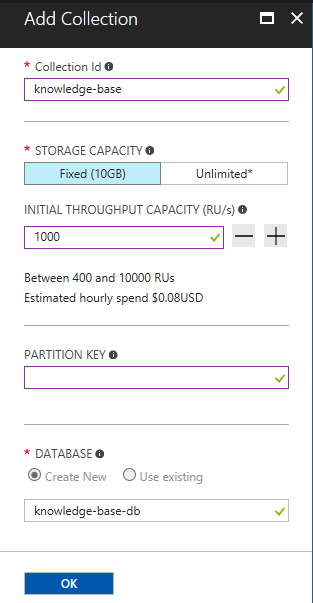 Add Collection
* Collection Id
knowledge-base
* STORAGE CAPACITY
Fixed (10GB) Unlimited*
INITIAL THROUGHPUT CAPACITY (RU/s)
1000
Between 400 and 10000 RUs
Estimated hourly spend $0.08USD
PARTITION KEY
* DATABASE
Create New Use existing
knowledge-base-db
OK